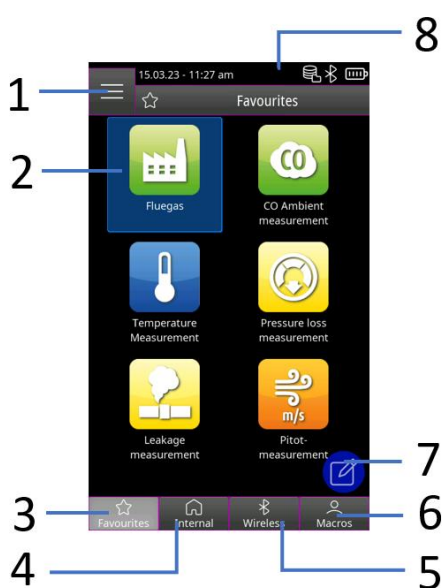 8
15.03.23 - 11:27 am
1
Favourites
2
CO
Fluegas
CO Ambient
measurement
Temperature
Measurement
Pressure loss
measurement
m/s
Leakage
measurement
Pitot-
measurement
7
3
Favourites
Internal
Wireless
Macros
6
4
5